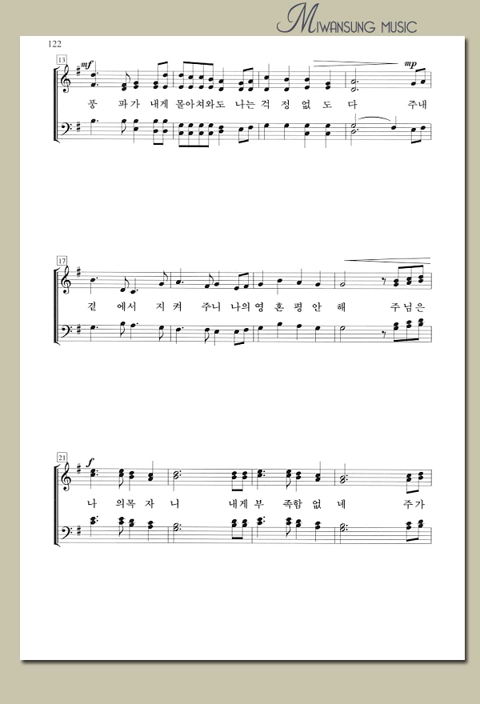 MIWANSUNG MUSIC
122
13
mf
mp
풍 파가 내게 몰아쳐와도 나는 걱 정 없 도 다 주내
17
곁 에서 지 켜 주니 나의 영 혼 평 안 해 주 님은
21
f
나 의목 자 니 내게 부 족함 없 네 주가